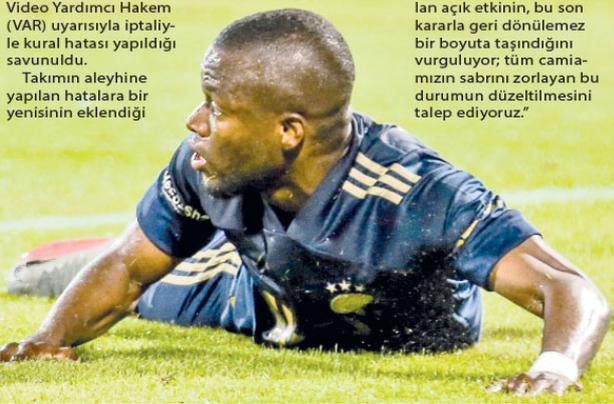 Video Yardımcı Hakem
(VAR) uyarısıyla iptaliy-
le kural hatası yapıldığı
savunuldu.
Takımın aleyhine
yapılan hatalara bir
yenisinin eklendiği
lan açık etkinin, bu son
kararla geri dönülemez
bir boyuta taşındığını
vurguluyor; tüm camia-
mızın sabrını zorlayan bu
durumun düzeltilmesini
talep ediyoruz.”